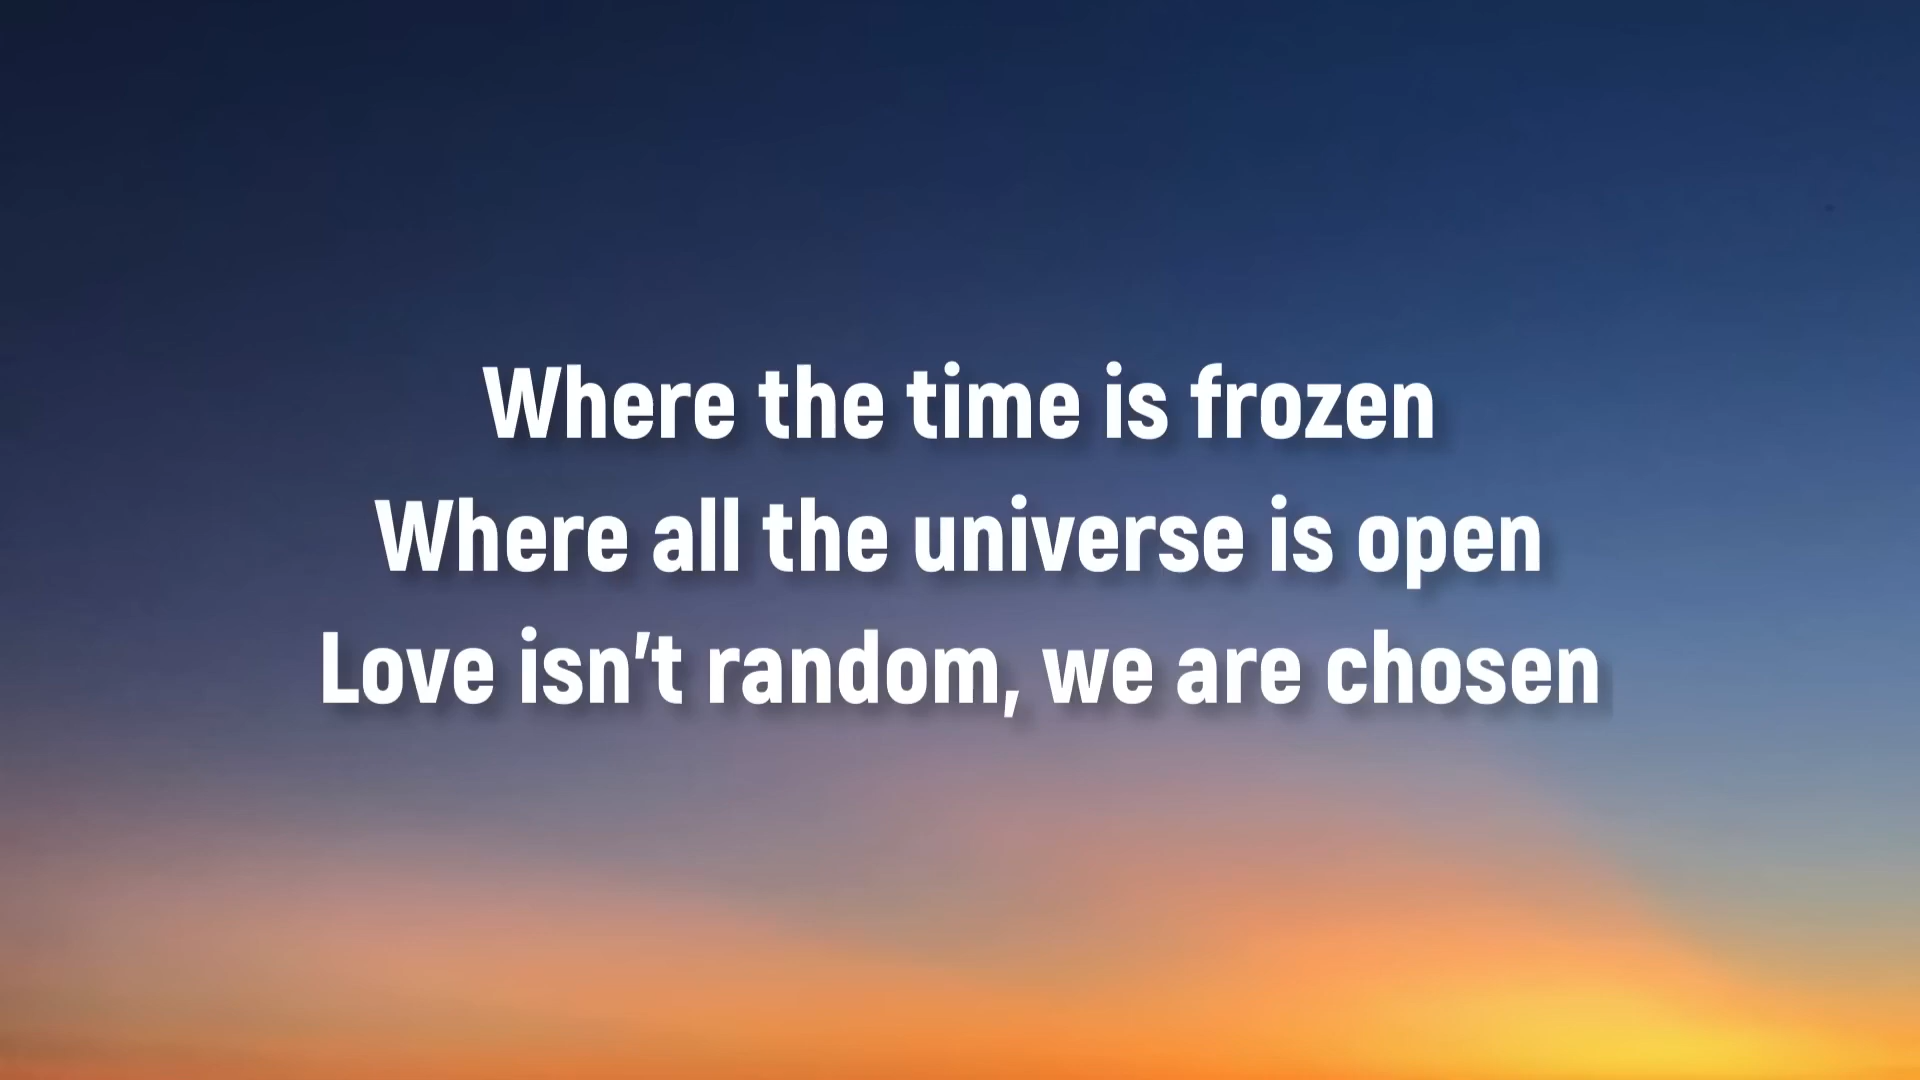 Where the time is frozen
Where all the universe is open
Love isn't random, we are chosen